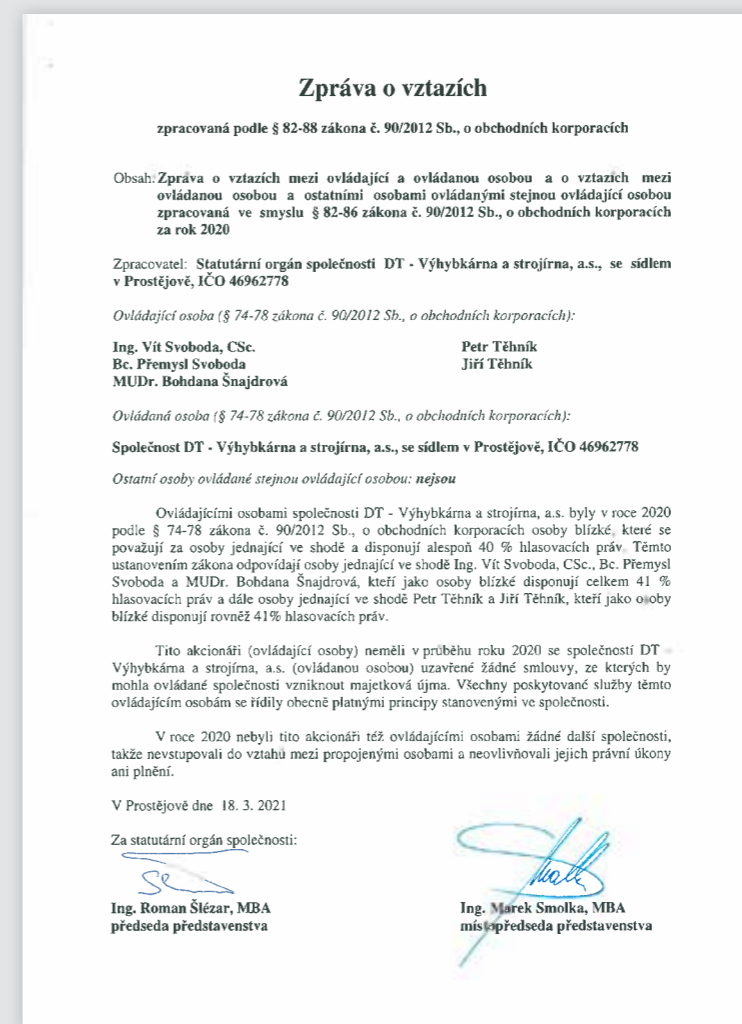 Zpráva o vztazích
zpracovaná podle § 82-88 zákona č. 90/2012 Sb., o obchodních korporacích
Obsah: Zpráva o vztazích mezi ovládající a ovládanou osobou a o vztazích mezi
ovládanou osobou a ostatními osobami ovládanými stejnou ovládající osobou
zpracovaná ve smyslu § 82-86 zákona č. 90/2012 Sb., o obchodních korporacích
za rok 2020
Zpracovatel: Statutární orgán společnosti DT - Výhybkárna a strojírna, a.s., se sídlem
v Prostějově, IČO 46962778
Ovládající osoba (§ 74-78 zákona č. 90/2012 Sb., o obchodních korporacích):
Ing. Vít Svoboda, CSc. Petr Těhník
Bc. Přemysl Svoboda Jiří Těhník
MUDr. Bohdana Šnajdrová
Ovládaná osoba (§ 74-78 zákona č. 90/2012 Sb., o obchodních korporacích):
Společnost DT - Výhybkárna a strojírna, a.s., se sídlem v Prostějově, IČO 46962778
Ostatní osoby ovládané stejnou ovládající osobou: nejsou
Ovládajícími osobami společnosti DT - Výhybkárna a strojírna, a.s. byly v roce 2020
podle § 74-78 zákona č. 90/2012 Sb., o obchodních korporacích osoby blízké, které se
považují za osoby jednající ve shodě a disponují alespoň 40 % hlasovacích práv. Těmto
ustanovením zákona odpovídají osoby jednající ve shodě Ing. Vít Svoboda, CSc., Bc. Přemysl
Svoboda a MUDr. Bohdana Šnajdrová, kteří jako osoby blízké disponují celkem 41 %
hlasovacích práv a dále osoby jednající ve shodě Petr Těhník a Jiří Těhník, kteří jako osoby
blízké disponují rovněž 41% hlasovacích práv.
Tito akcionáři (ovládající osoby) neměli v průběhu roku 2020 se společností DT -
Výhybkárna a strojírna, a.s. (ovládanou osobou) uzavřené žádné smlouvy, ze kterých by
mohla ovládané společnosti vzniknout majetková újma. Všechny poskytované služby těmto
ovládajícím osobám se řídily obecně platnými principy stanovenými ve společnosti.
V roce 2020 nebyli tito akcionáři též ovládajícími osobami žádné další společnosti,
takže nevstupovali do vztahů mezi propojenými osobami a neovlivňovali jejich právní úkony
ani plnění.
V Prostějově dne 18. 3. 2021
Za statutární orgán společnosti:
Ing. Roman Šlézar, MBA Ing. Marek Smolka, MBA
předseda představenstva místopředseda představenstva